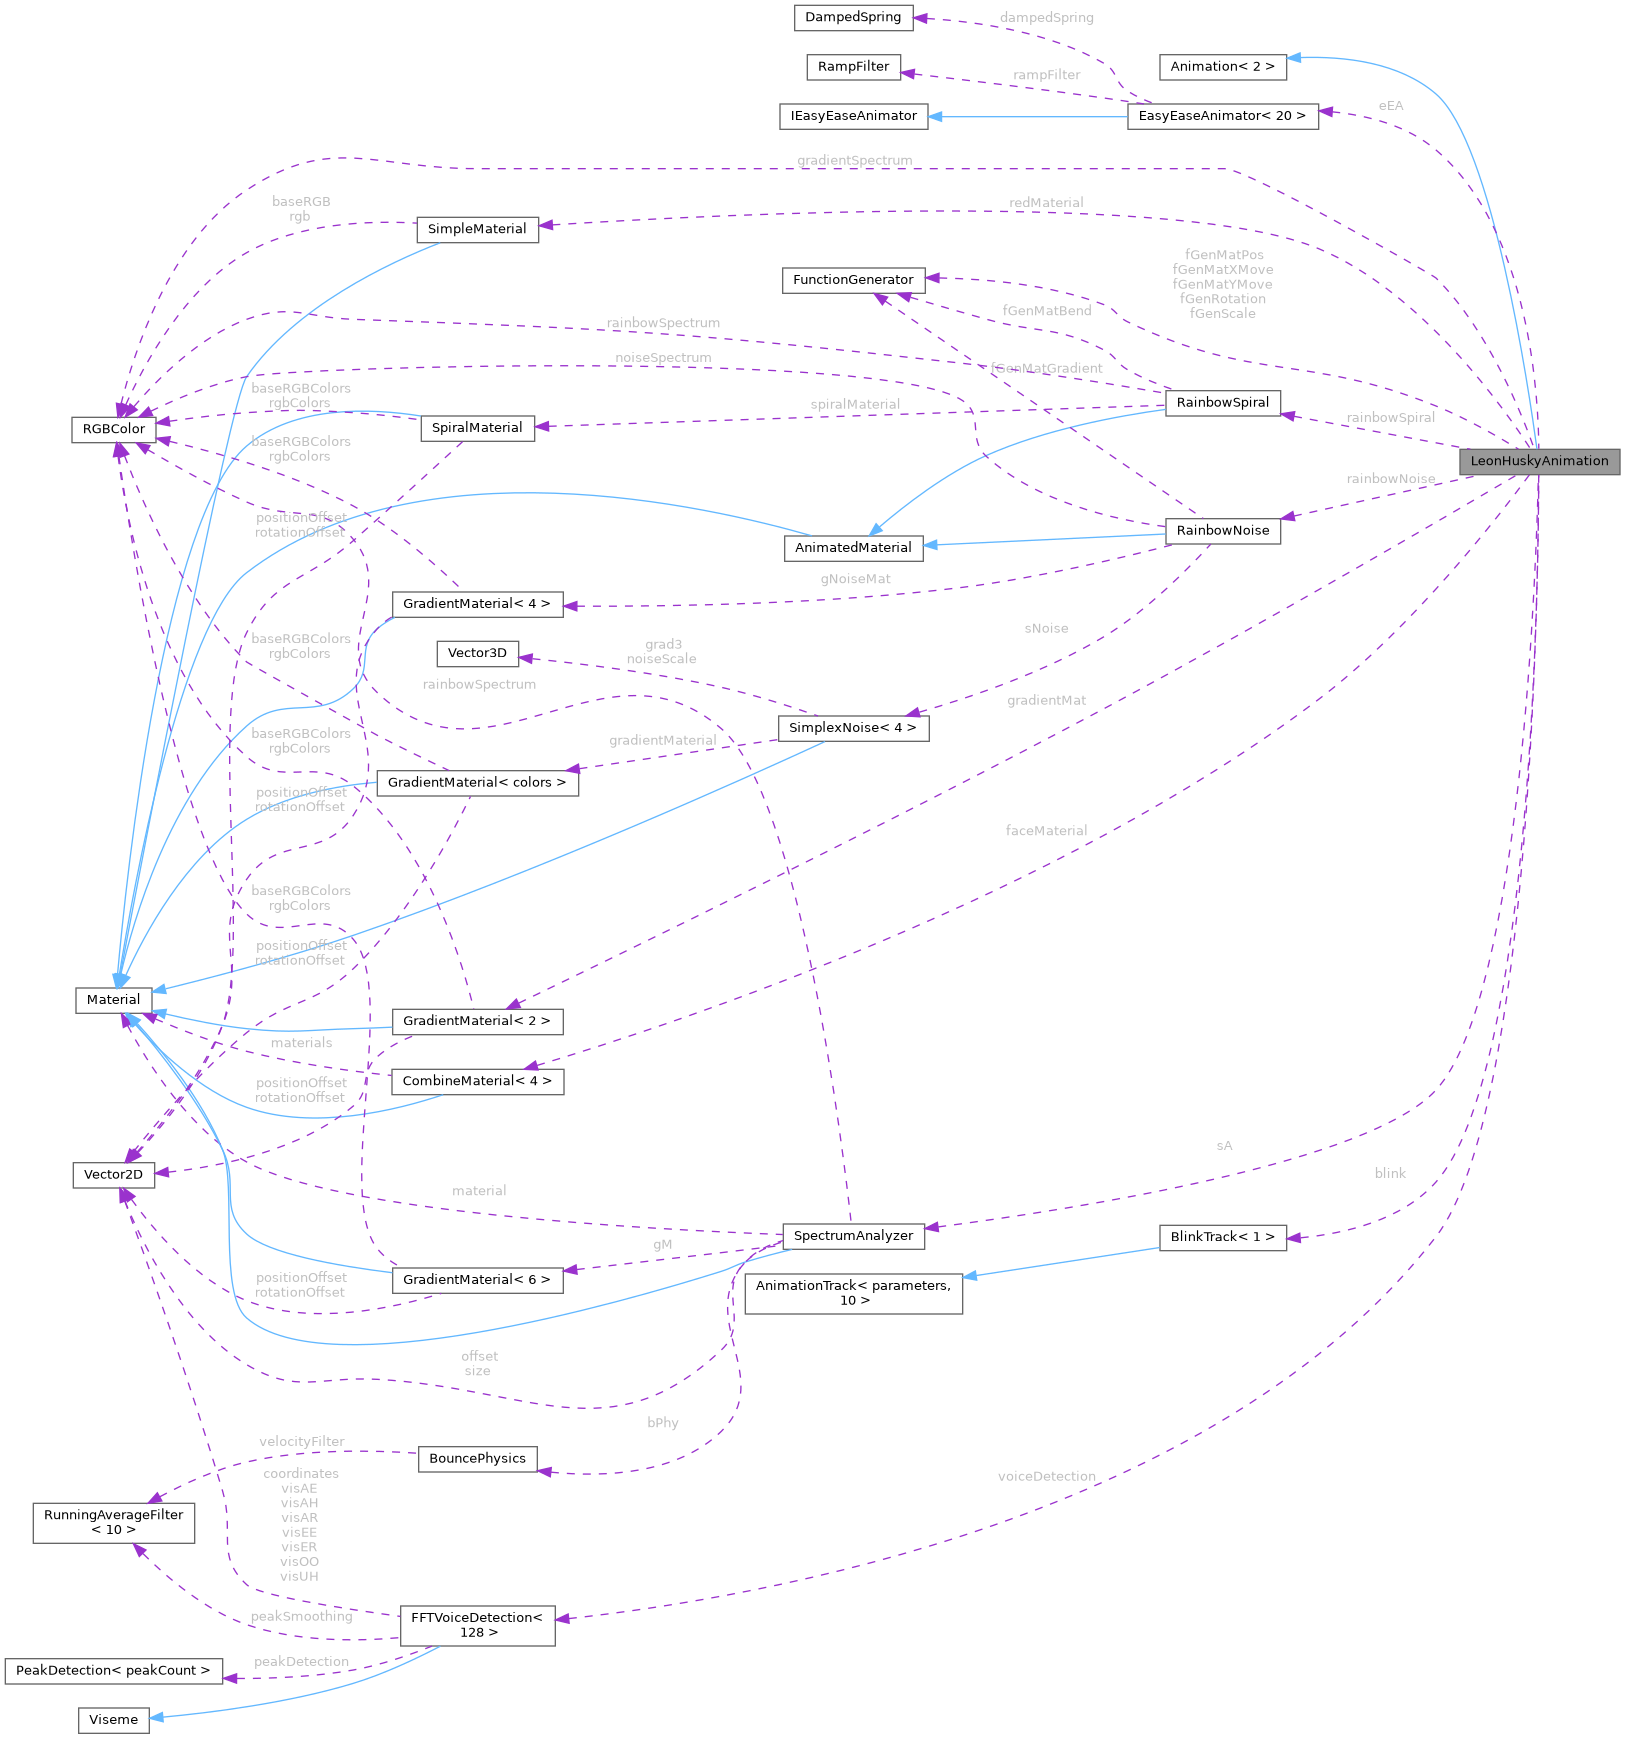 DampedSpring
dampedSpring
RampFilter
rampFilter
Animation< 2 >
IEasyEaseAnimator
EasyEaseAnimator< 20 >
eEA
gradientSpectrum
baseRGB
rgb
redMaterial
SimpleMaterial
fGenMatPos
fGenMatXMove
fGenMatYMove
fGenRotation
fGenScale
FunctionGenerator
fGenMatBend
rainbowSpectrum
noiseSpectrum
fGenMatGradient
baseRGBColors
rgbColors
spiralMaterial
RainbowSpiral
rainbowSpiral
RGBColor
SpiralMaterial
baseRGBColors
rgbColors
LeonHuskyAnimation
rainbowNoise
positionOffset
rotationOffset
RainbowNoise
AnimatedMaterial
gNoiseMat
GradientMaterial< 4 >
sNoise
baseRGBColors
rgbColors
Vector3D
grad3
noiseScale
rainbowSpectrum
gradientMat
SimplexNoise< 4 >
baseRGBColors
rgbColors
gradientMaterial
GradientMaterial< colors >
positionOffset
rotationOffset
faceMaterial
baseRGBColors
rgbColors
positionOffset
rotationOffset
Material
GradientMaterial< 2 >
materials
CombineMaterial< 4 >
positionOffset
rotationOffset
sA
Vector2D
blink
material
SpectrumAnalyzer
BlinkTrack< 1 >
gM
GradientMaterial< 6 >
positionOffset
rotationOffset
AnimationTrack< parameters,
10 >
offset
size
bPhy
velocityFilter
BouncePhysics
coordinates
visAE
visAH
visAR
visEE
visER
visOO
visUH
voiceDetection
RunningAverageFilter
< 10 >
peakSmoothing
FFTVoiceDetection<
128 >
PeakDetection< peakCount >
peakDetection
Viseme